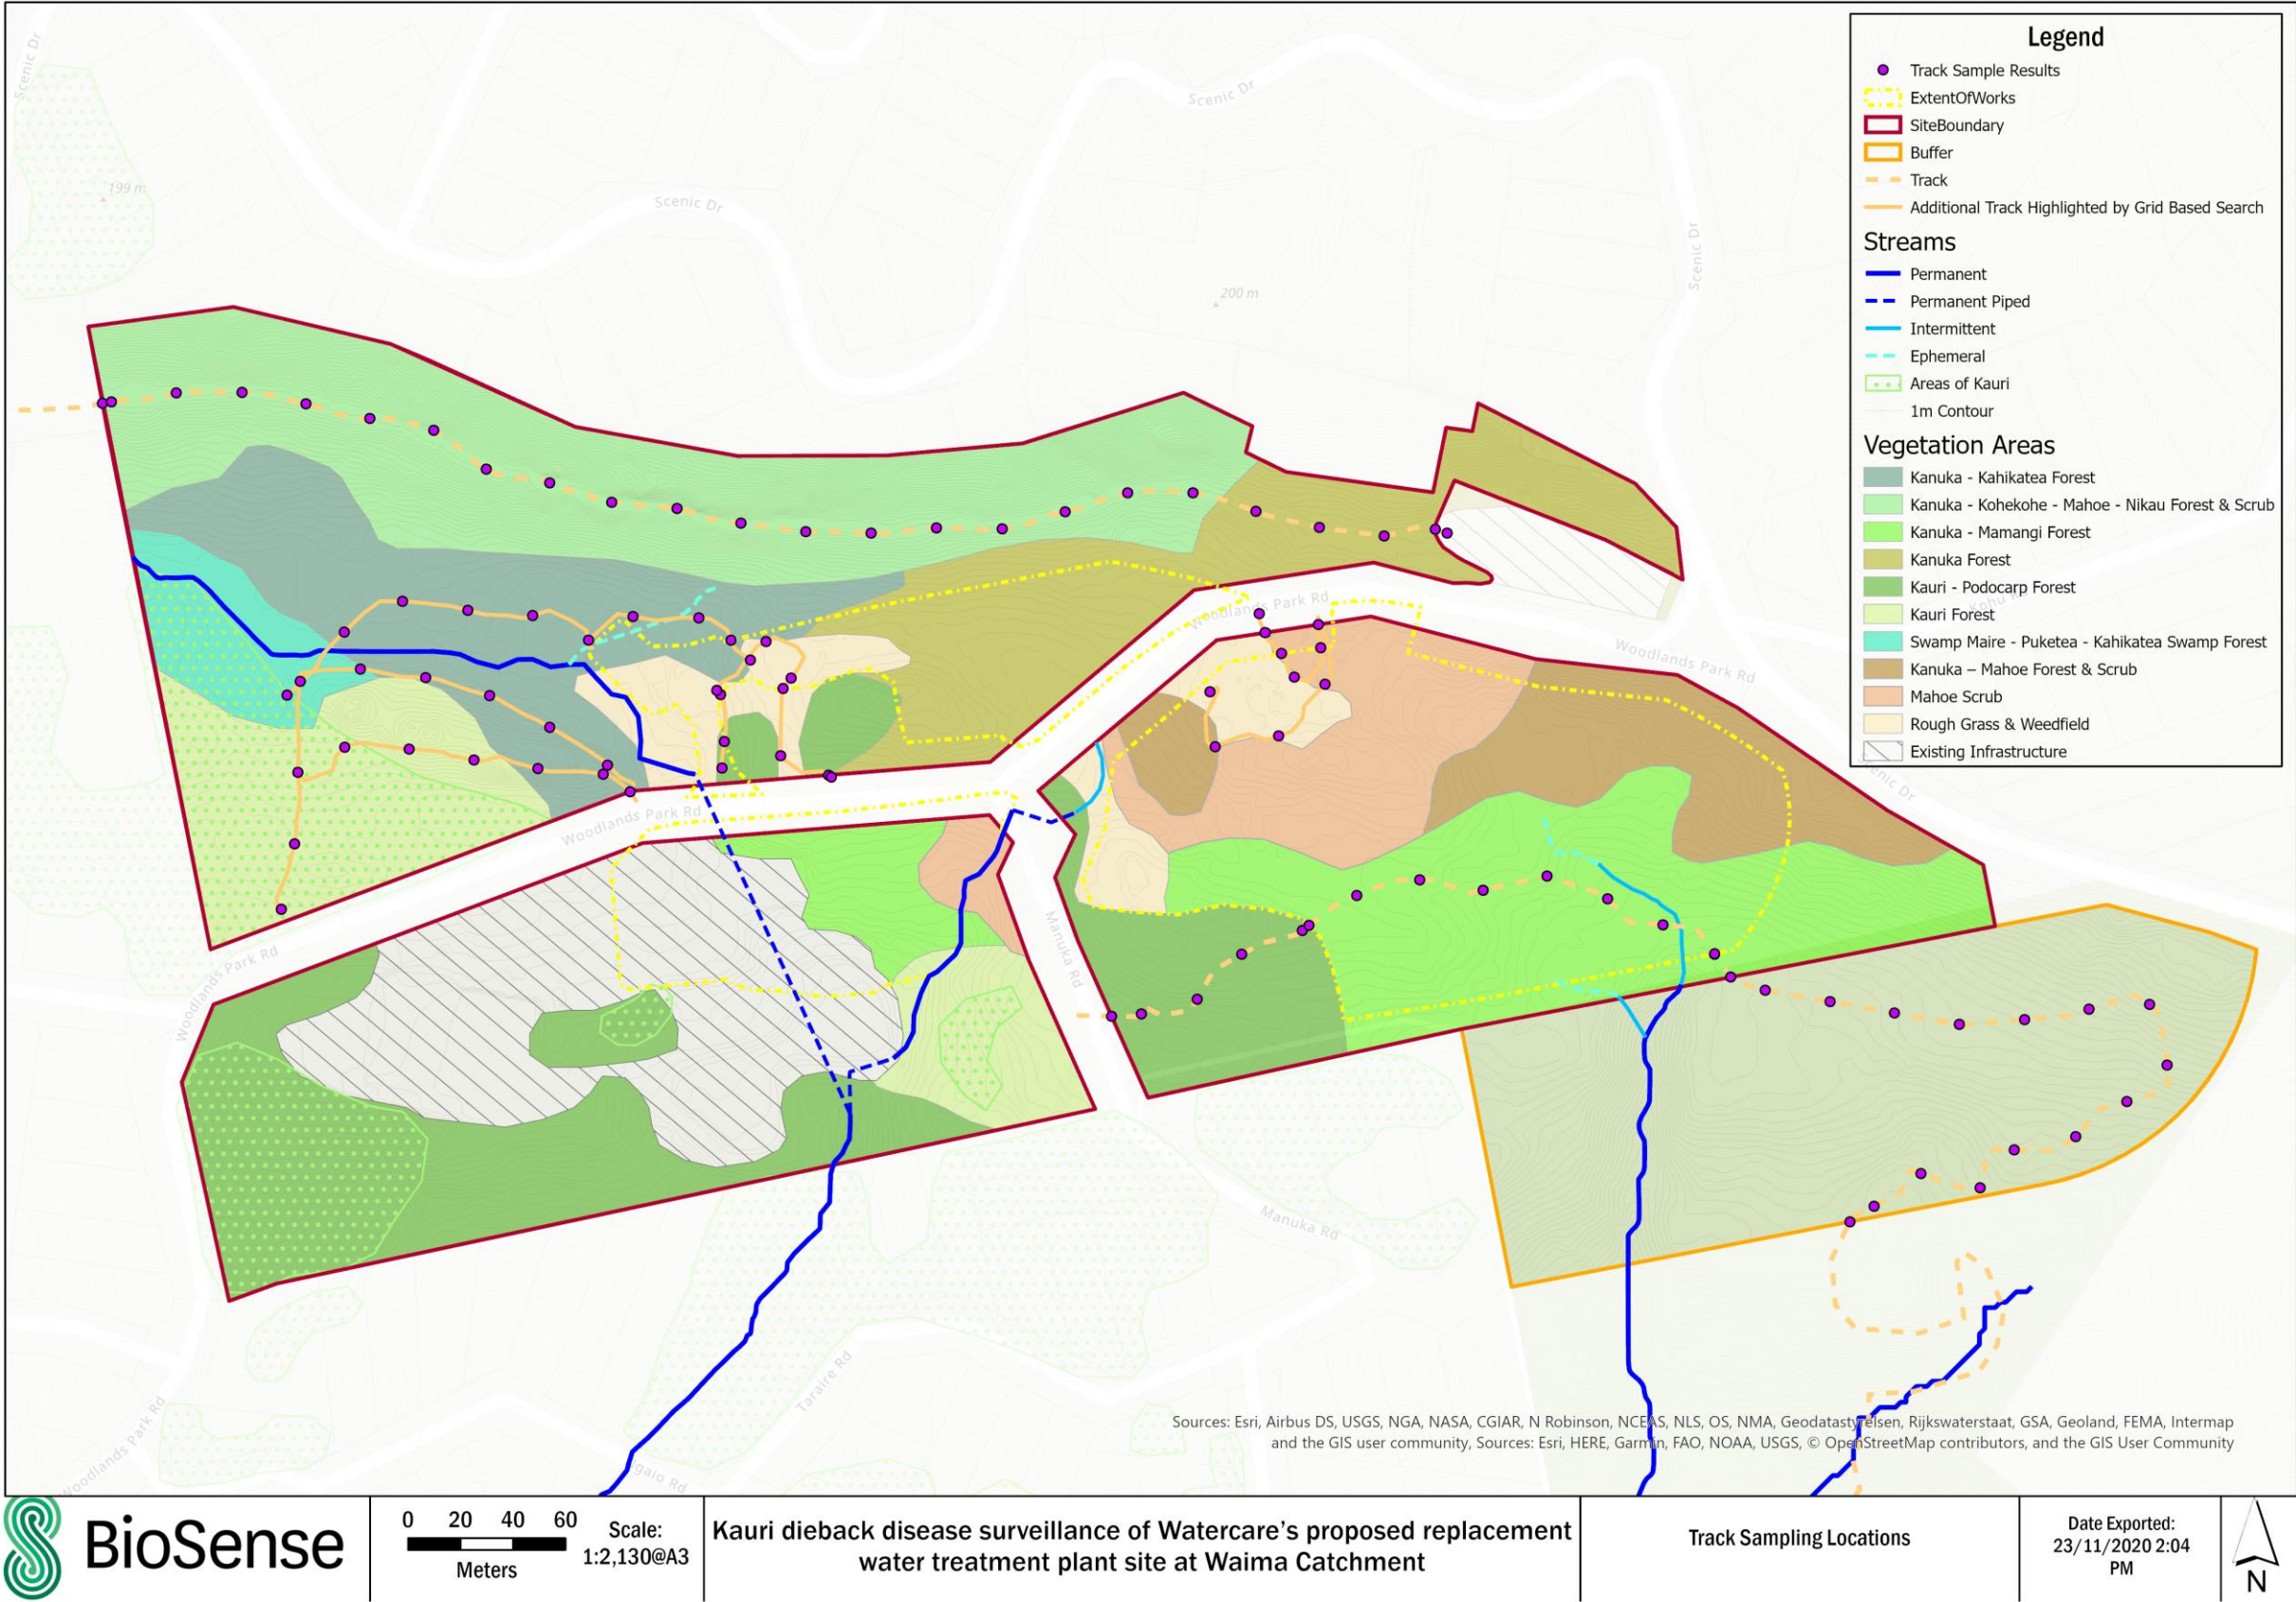 Scenic Dr
Scenic Dr
Scenic Dr
Scenic Dr
199 m
200 m
Woodlands Park Rd
Woodlands Park Rd
Woodlands Park Rd
Woodlands Park Rd
Woodlands Park Rd
Scenic Dr
Manuka Rd
Manuka Rd
Taraire Rd
Legend
Track Sample Results
ExtentOfWorks
SiteBoundary
Buffer
Track
Additional Track Highlighted by Grid Based Search
Streams
Permanent
Permanent Piped
Intermittent
Ephemeral
Areas of Kauri
1m Contour
Vegetation Areas
Kanuka - Kahikatea Forest
Kanuka - Kohekohe - Mahoe - Nikau Forest & Scrub
Kanuka - Mamangi Forest
Kanuka Forest
Kauri - Podocarp Forest
Kauri Forest
Swamp Maire - Puketea - Kahikatea Swamp Forest
Kanuka – Mahoe Forest & Scrub
Mahoe Scrub
Rough Grass & Weedfield
Existing Infrastructure
Sources: Esri, Airbus DS, USGS, NGA, NASA, CGIAR, N Robinson, NCEAS, NLS, OS, NMA, Geodatastyrelsen, Rijkswaterstaat, GSA, Geoland, FEMA, Intermap
and the GIS user community, Sources: Esri, HERE, Garmin, FAO, NOAA, USGS, © OpenStreetMap contributors, and the GIS User Community
BioSense
0 20 40 60
Meters
Scale:
1:2,130@A3
Kauri dieback disease surveillance of Watercare’s proposed replacement
water treatment plant site at Waima Catchment
Track Sampling Locations
Date Exported:
23/11/2020 2:04
PM
N